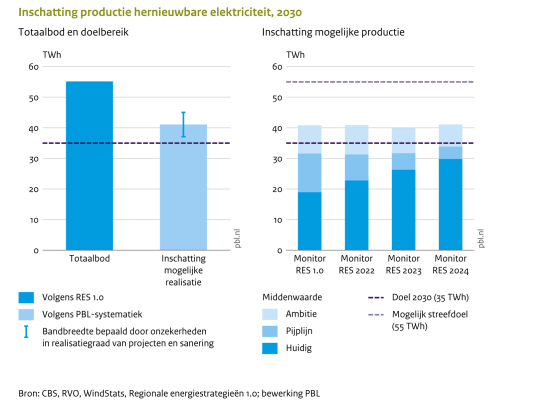 Inschatting productie hernieuwbare elektriciteit, 2030
Totaalbod en doelbereik
TWh
60
50
40
30
20
10
0
Totaalbod
Inschatting
mogelijke
realisatie
pbl.nl
Volgens RES 1.0
Volgens PBL-systematiek
Bandbreedte bepaald door onzekerheden
in realisatiegraad van projecten en sanering
Inschatting mogelijke productie
TWh
60
50
40
30
20
10
0
Monitor
RES 1.0
Monitor
RES 2022
Monitor
RES 2023
Monitor
RES 2024
pbl.nl
Middenwaarde
Ambitie
Pijplijn
Huidig
Doel 2030 (35 TWh)
Mogelijk streefdoel
(55 TWh)
Bron: CBS, RVO, WindStats, Regionale energiestrategieën 1.0; bewerking PBL